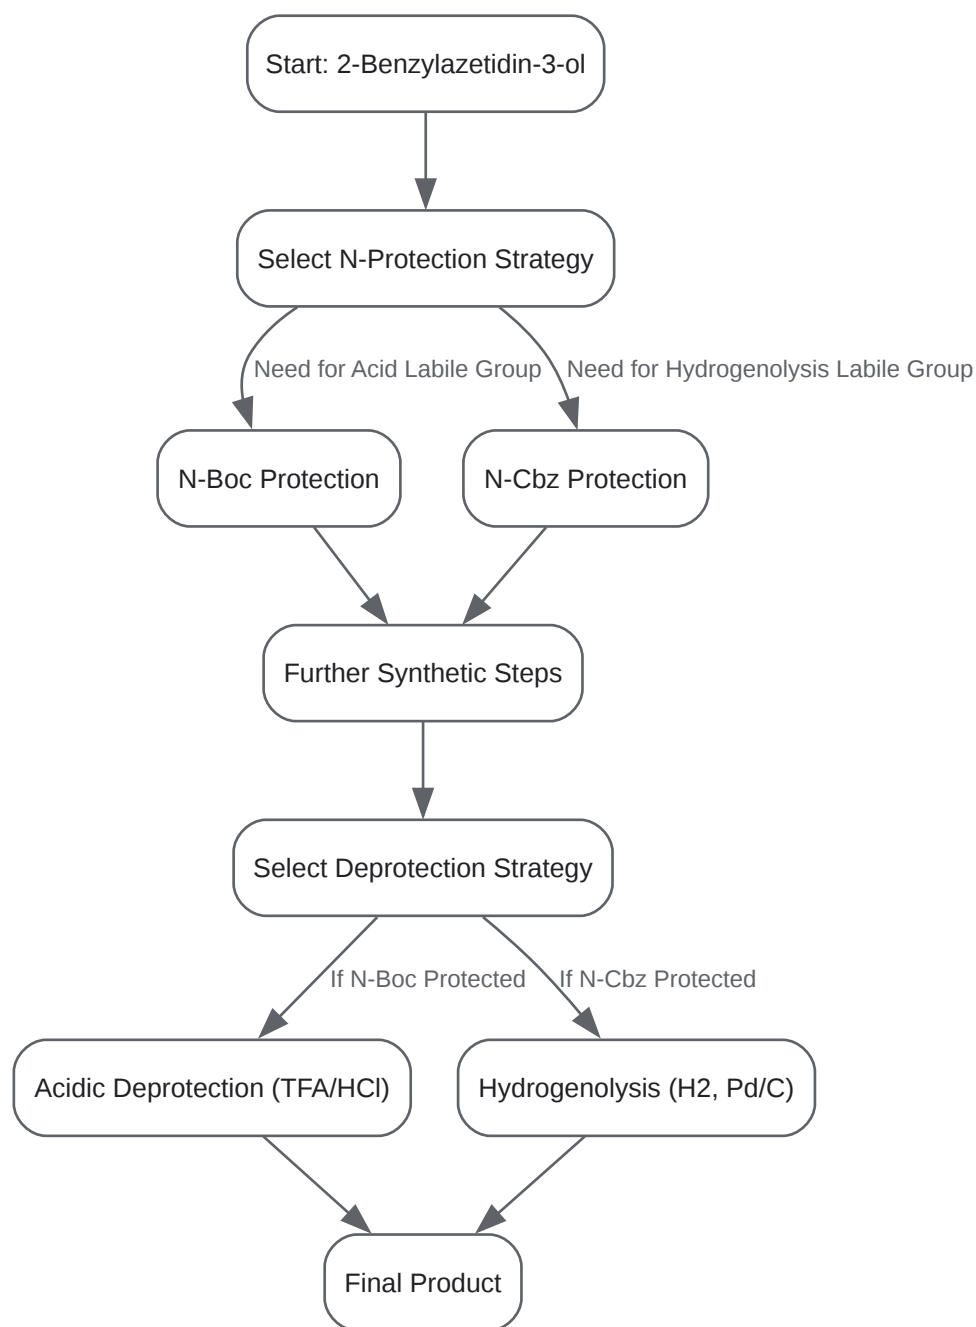 Start: 2-Benzylazetidin-3-ol
Select N-Protection Strategy
Need for Acid Labile Group
Need for Hydrogenolysis Labile Group
N-Boc Protection
N-Cbz Protection
Further Synthetic Steps
Select Deprotection Strategy
If N-Boc Protected
If N-Cbz Protected
Acidic Deprotection (TFA/HCl)
Hydrogenolysis (H2, Pd/C)
Final Product